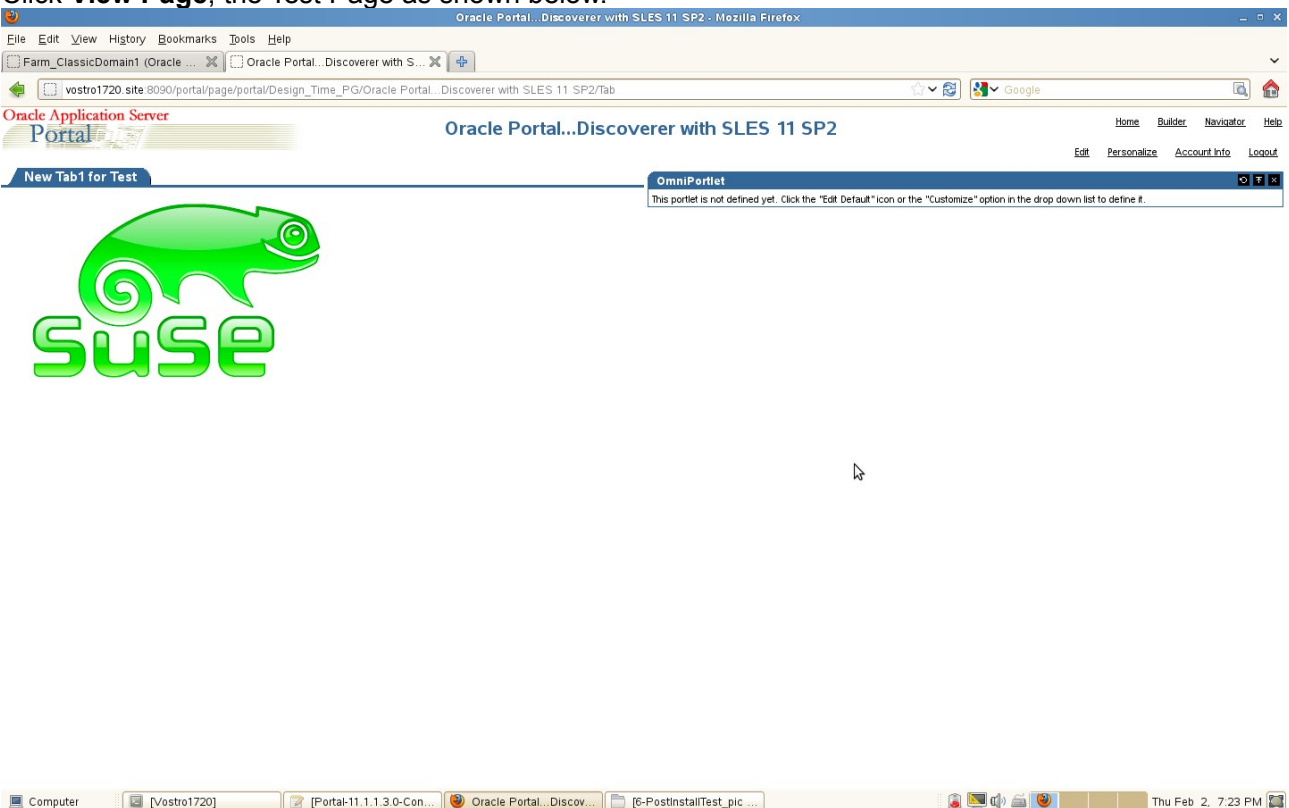 Click View Page, the Test Page as shown below.
Oracle Portal...Discoverer with SLES 11 SP2 - Mozilla Firefox
File Edit View History Bookmarks Tools Help
Farm_ClassicDomain1 (Oracle ... Oracle Portal...Discoverer with S...
vostro1720.site:8090/portal/page/portal/Design_Time_PG/Oracle Portal...Discoverer with SLES 11 SP2/Tab Google
Oracle Application Server
Portal
Oracle Portal...Discoverer with SLES 11 SP2
Home Builder Navigator Help
Edit Personalize Account Info Logout
New Tab1 for Test
OmniPortlet
This portlet is not defined yet. Click the "Edit Default" icon or the "Customize" option in the drop down list to define it.
SUSE
Computer [Vostro1720] [Portal-11.1.1.3.0-Con... Oracle Portal...Discov... [6-PostInstallTest_pic ... Thu Feb 2, 7:23 PM